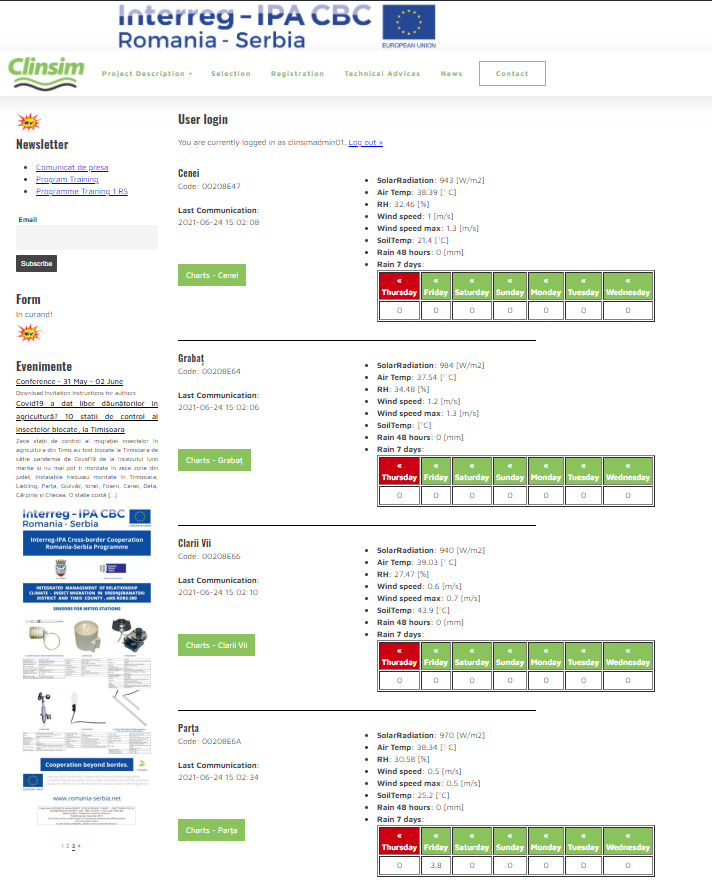 Interreg - IPA CBC
Romania - Serbia
EUROPEAN UNION
Clinsim
Project Description
Selection
Registration
Technical Advices
News
Contact
Newsletter
Comunicat de presa
Program Training
Programme Training 1 RS
Email
Subscribe
Form
In curand!
Evenimente
Conference - 31 May - 02 June
Download Invitation Instructions for authors
Covid19 a dat liber dăunătorilor în
agricultură? 10 stații de control al
insectelor blocate, la Timișoara
Zece stații de control al migrației insectelor în
agricultura din Timiș au fost blocate la Timișoara de
către pandemia de Covid19 de la începutul lunii
martie și nu mai pot fi montate în zece zone din
județ. Instalațiile trebuiau montate în Timișoara,
Liebling, Parța, Giulvăz, Ionel, Foieni, Cenei, Deta,
Cărpiniș și Checea. O stație costă [...]
Interreg - IPA CBC
Romania - Serbia
Interreg-IPA Cross-border Cooperation
Romania-Serbia Programme
INTEGRATED MANAGEMENT OF RELATIONSHIP
CLIMATE - INSECT MIGRATION IN SREDNJEBANATSKI
DISTRICT AND TIMIS COUNTY , eMS RORS-380
SENSORS FOR METEO STATIONS
Cooperation beyond bordes.
www.romania-serbia.net
1 2 3 4
User login
You are currently logged in as clinsimadmin01. Log out »
Cenei
Code: 00208E47
Last Communication:
2021-06-24 15:02:08
Charts - Cenei
SolarRadiation: 943 [W/m2]
Air Temp: 38.39 [° C]
RH: 32.46 [%]
Wind speed: 1 [m/s]
Wind speed max: 1.3 [m/s]
SoilTemp: 21.4 [°C]
Rain 48 hours: 0 [mm]
Rain 7 days:
« Thursday « Friday « Saturday « Sunday « Monday « Tuesday « Wednesday
0 0 0 0 0 0 0
Grabaț
Code: 00208E64
Last Communication:
2021-06-24 15:02:06
Charts - Grabaț
SolarRadiation: 984 [W/m2]
Air Temp: 37.54 [° C]
RH: 34.48 [%]
Wind speed: 1.2 [m/s]
Wind speed max: 1.3 [m/s]
SoilTemp: [°C]
Rain 48 hours: 0 [mm]
Rain 7 days:
« Thursday « Friday « Saturday « Sunday « Monday « Tuesday « Wednesday
0 0 0 0 0 0 0
Clarii Vii
Code: 00208E66
Last Communication:
2021-06-24 15:02:10
Charts - Clarii Vii
SolarRadiation: 940 [W/m2]
Air Temp: 39.03 [° C]
RH: 27.47 [%]
Wind speed: 0.6 [m/s]
Wind speed max: 0.7 [m/s]
SoilTemp: 43.9 [°C]
Rain 48 hours: 0 [mm]
Rain 7 days:
« Thursday « Friday « Saturday « Sunday « Monday « Tuesday « Wednesday
0 0 0 0 0 0 0
Parța
Code: 00208E6A
Last Communication:
2021-06-24 15:02:34
Charts - Parța
SolarRadiation: 970 [W/m2]
Air Temp: 38.34 [° C]
RH: 30.58 [%]
Wind speed: 0.5 [m/s]
Wind speed max: 0.5 [m/s]
SoilTemp: 25.2 [°C]
Rain 48 hours: 0 [mm]
Rain 7 days:
« Thursday « Friday « Saturday « Sunday « Monday « Tuesday « Wednesday
0 3.8 0 0 0 0 0